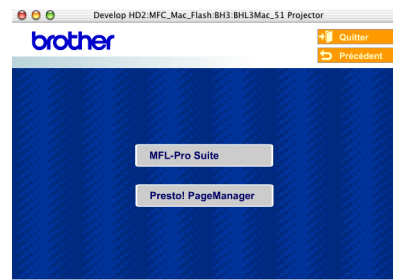 Develop HD2:MFC_Mac_Flash:BH3:BHL3Mac_51 Projector
brother
Quitter
Précédent
MFL-Pro Suite
Presto! PageManager